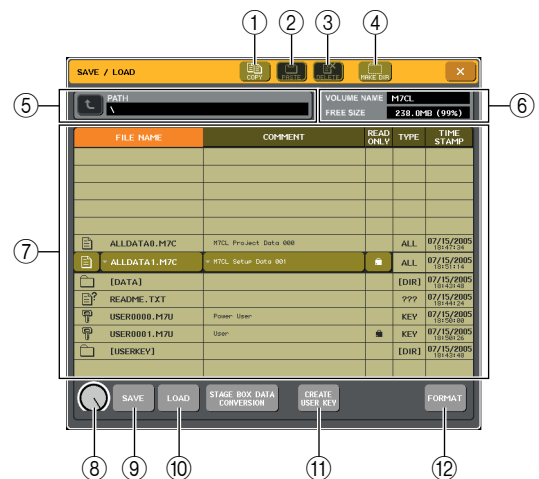 ① ② ③ ④
SAVE / LOAD COPY PASTE DELETE MAKE DIR ×
⑤ PATH \ VOLUME NAME M7CL ⑥
FREE SIZE 238.0MB (99%)
FILE NAME COMMENT READ ONLY TYPE TIME STAMP
⑦
ALLDATA0.M7C M7CL Project Data 000 ALL 07/15/2005 18:47:34
ALLDATA1.M7C M7CL Setup Data 001 ALL 07/15/2005 18:51:14
[DATA] [DIR] 07/15/2005 18:43:48
README.TXT ??? 07/15/2005 18:44:24
USER0000.M7U Power User KEY 07/15/2005 18:50:00
USER0001.M7U User KEY 07/15/2005 18:50:26
[USERKEY] [DIR] 07/15/2005 18:43:48
SAVE LOAD STAGE BOX DATA CONVERSION CREATE USER KEY FORMAT
⑧ ⑨ ⑩ ⑪ ⑫